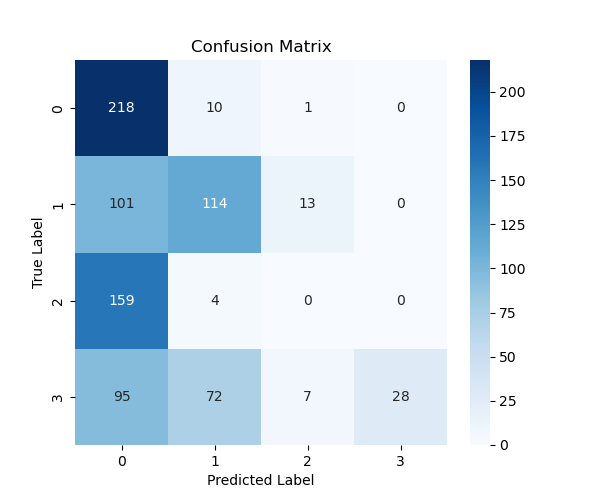 Confusion Matrix
0 218 10 1 0
1 101 114 13 0
2 159 4 0 0
3 95 72 7 28
0 1 2 3
Predicted Label
True Label
200
175
150
125
100
75
50
25
0